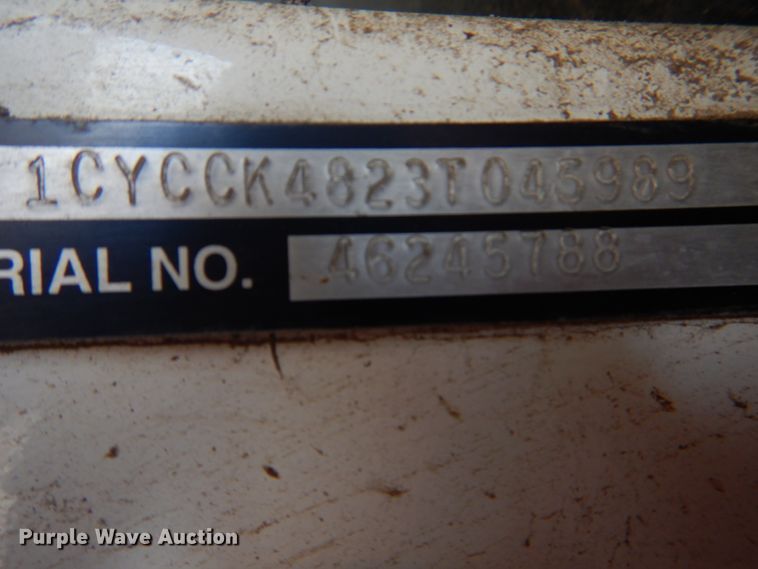 1CYCCK4823T045989
RIAL NO. 46245788
Purple Wave Auction